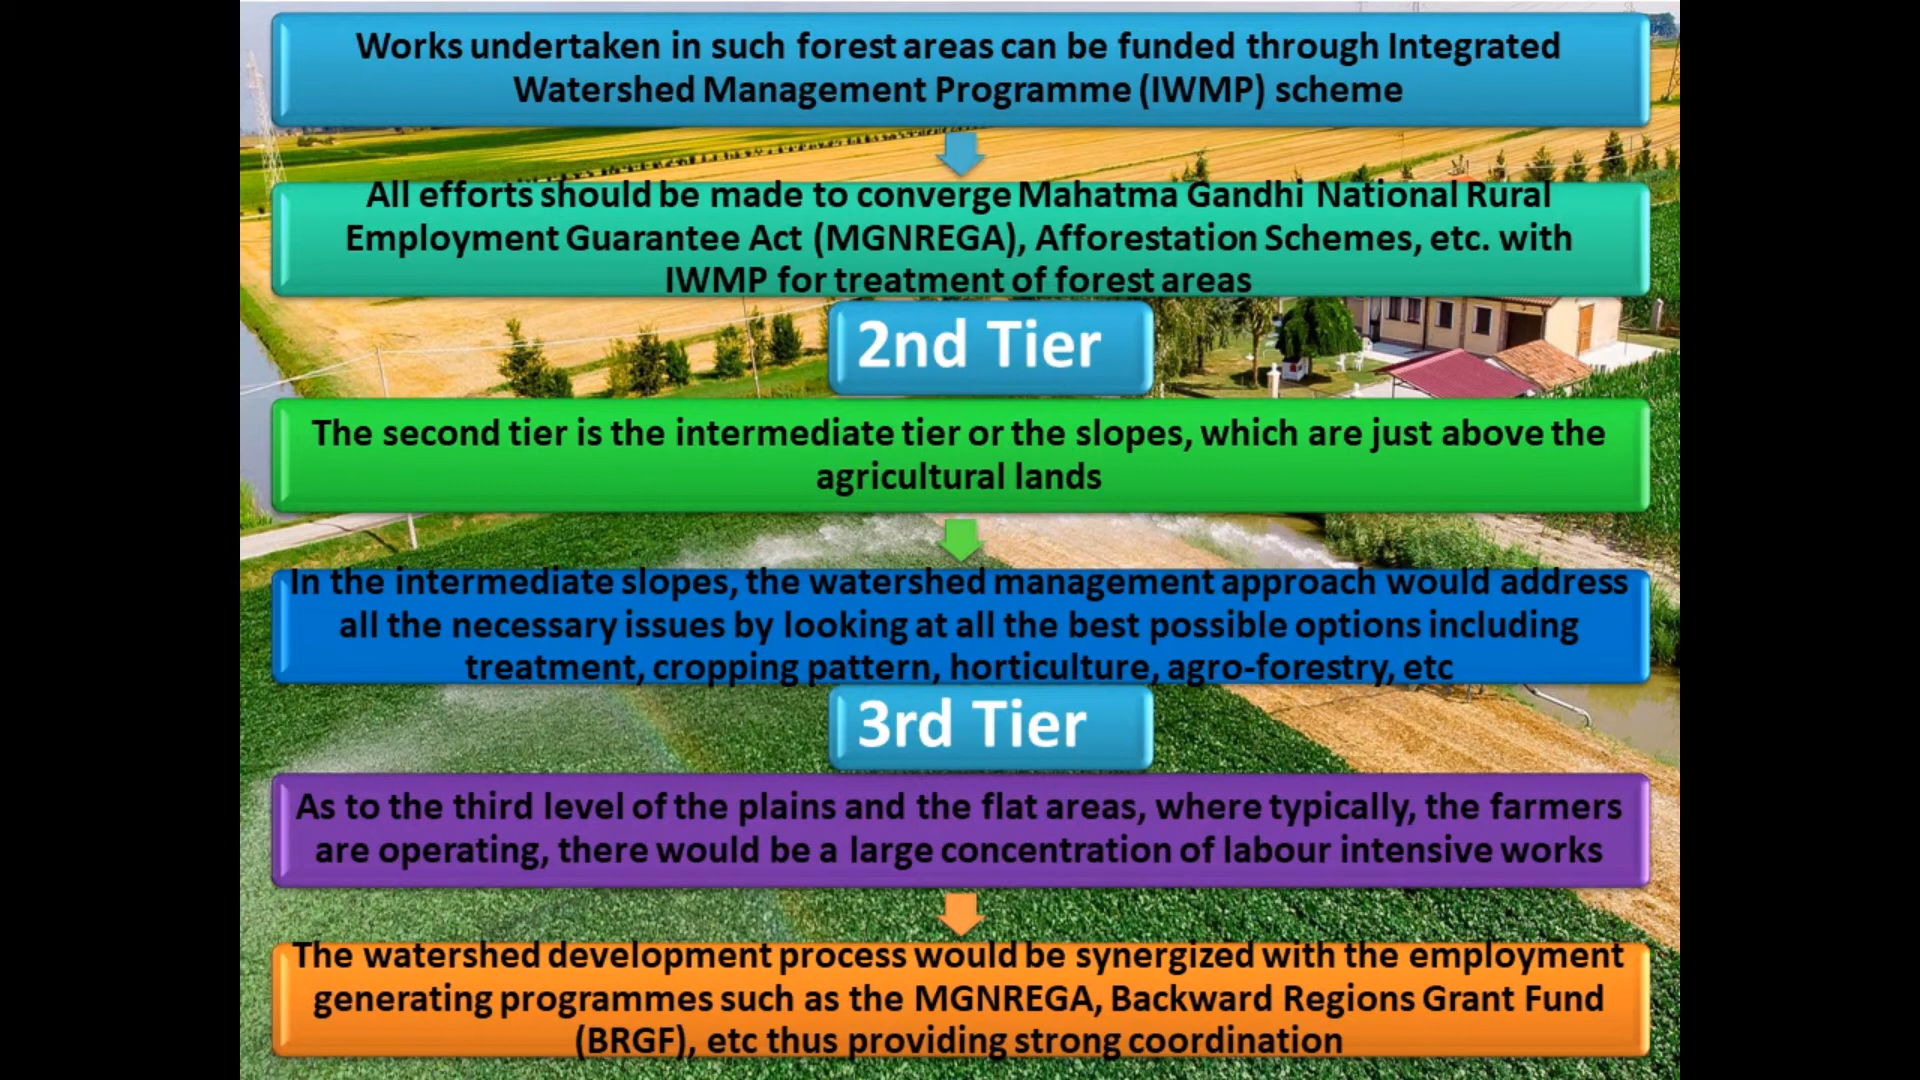 Works undertaken in such forest areas can be funded through Integrated
Watershed Management Programme (IWMP) scheme
All efforts should be made to converge Mahatma Gandhi National Rural
Employment Guarantee Act (MGNREGA), Afforestation Schemes, etc. with
IWMP for treatment of forest areas
2nd Tier
The second tier is the intermediate tier or the slopes, which are just above the
agricultural lands
In the intermediate slopes, the watershed management approach would address
all the necessary issues by looking at all the best possible options including
treatment, cropping pattern, horticulture, agro-forestry, etc
3rd Tier
As to the third level of the plains and the flat areas, where typically, the farmers
are operating, there would be a large concentration of labour intensive works
The watershed development process would be synergized with the employment
generating programmes such as the MGNREGA, Backward Regions Grant Fund
(BRGF), etc thus providing strong coordination